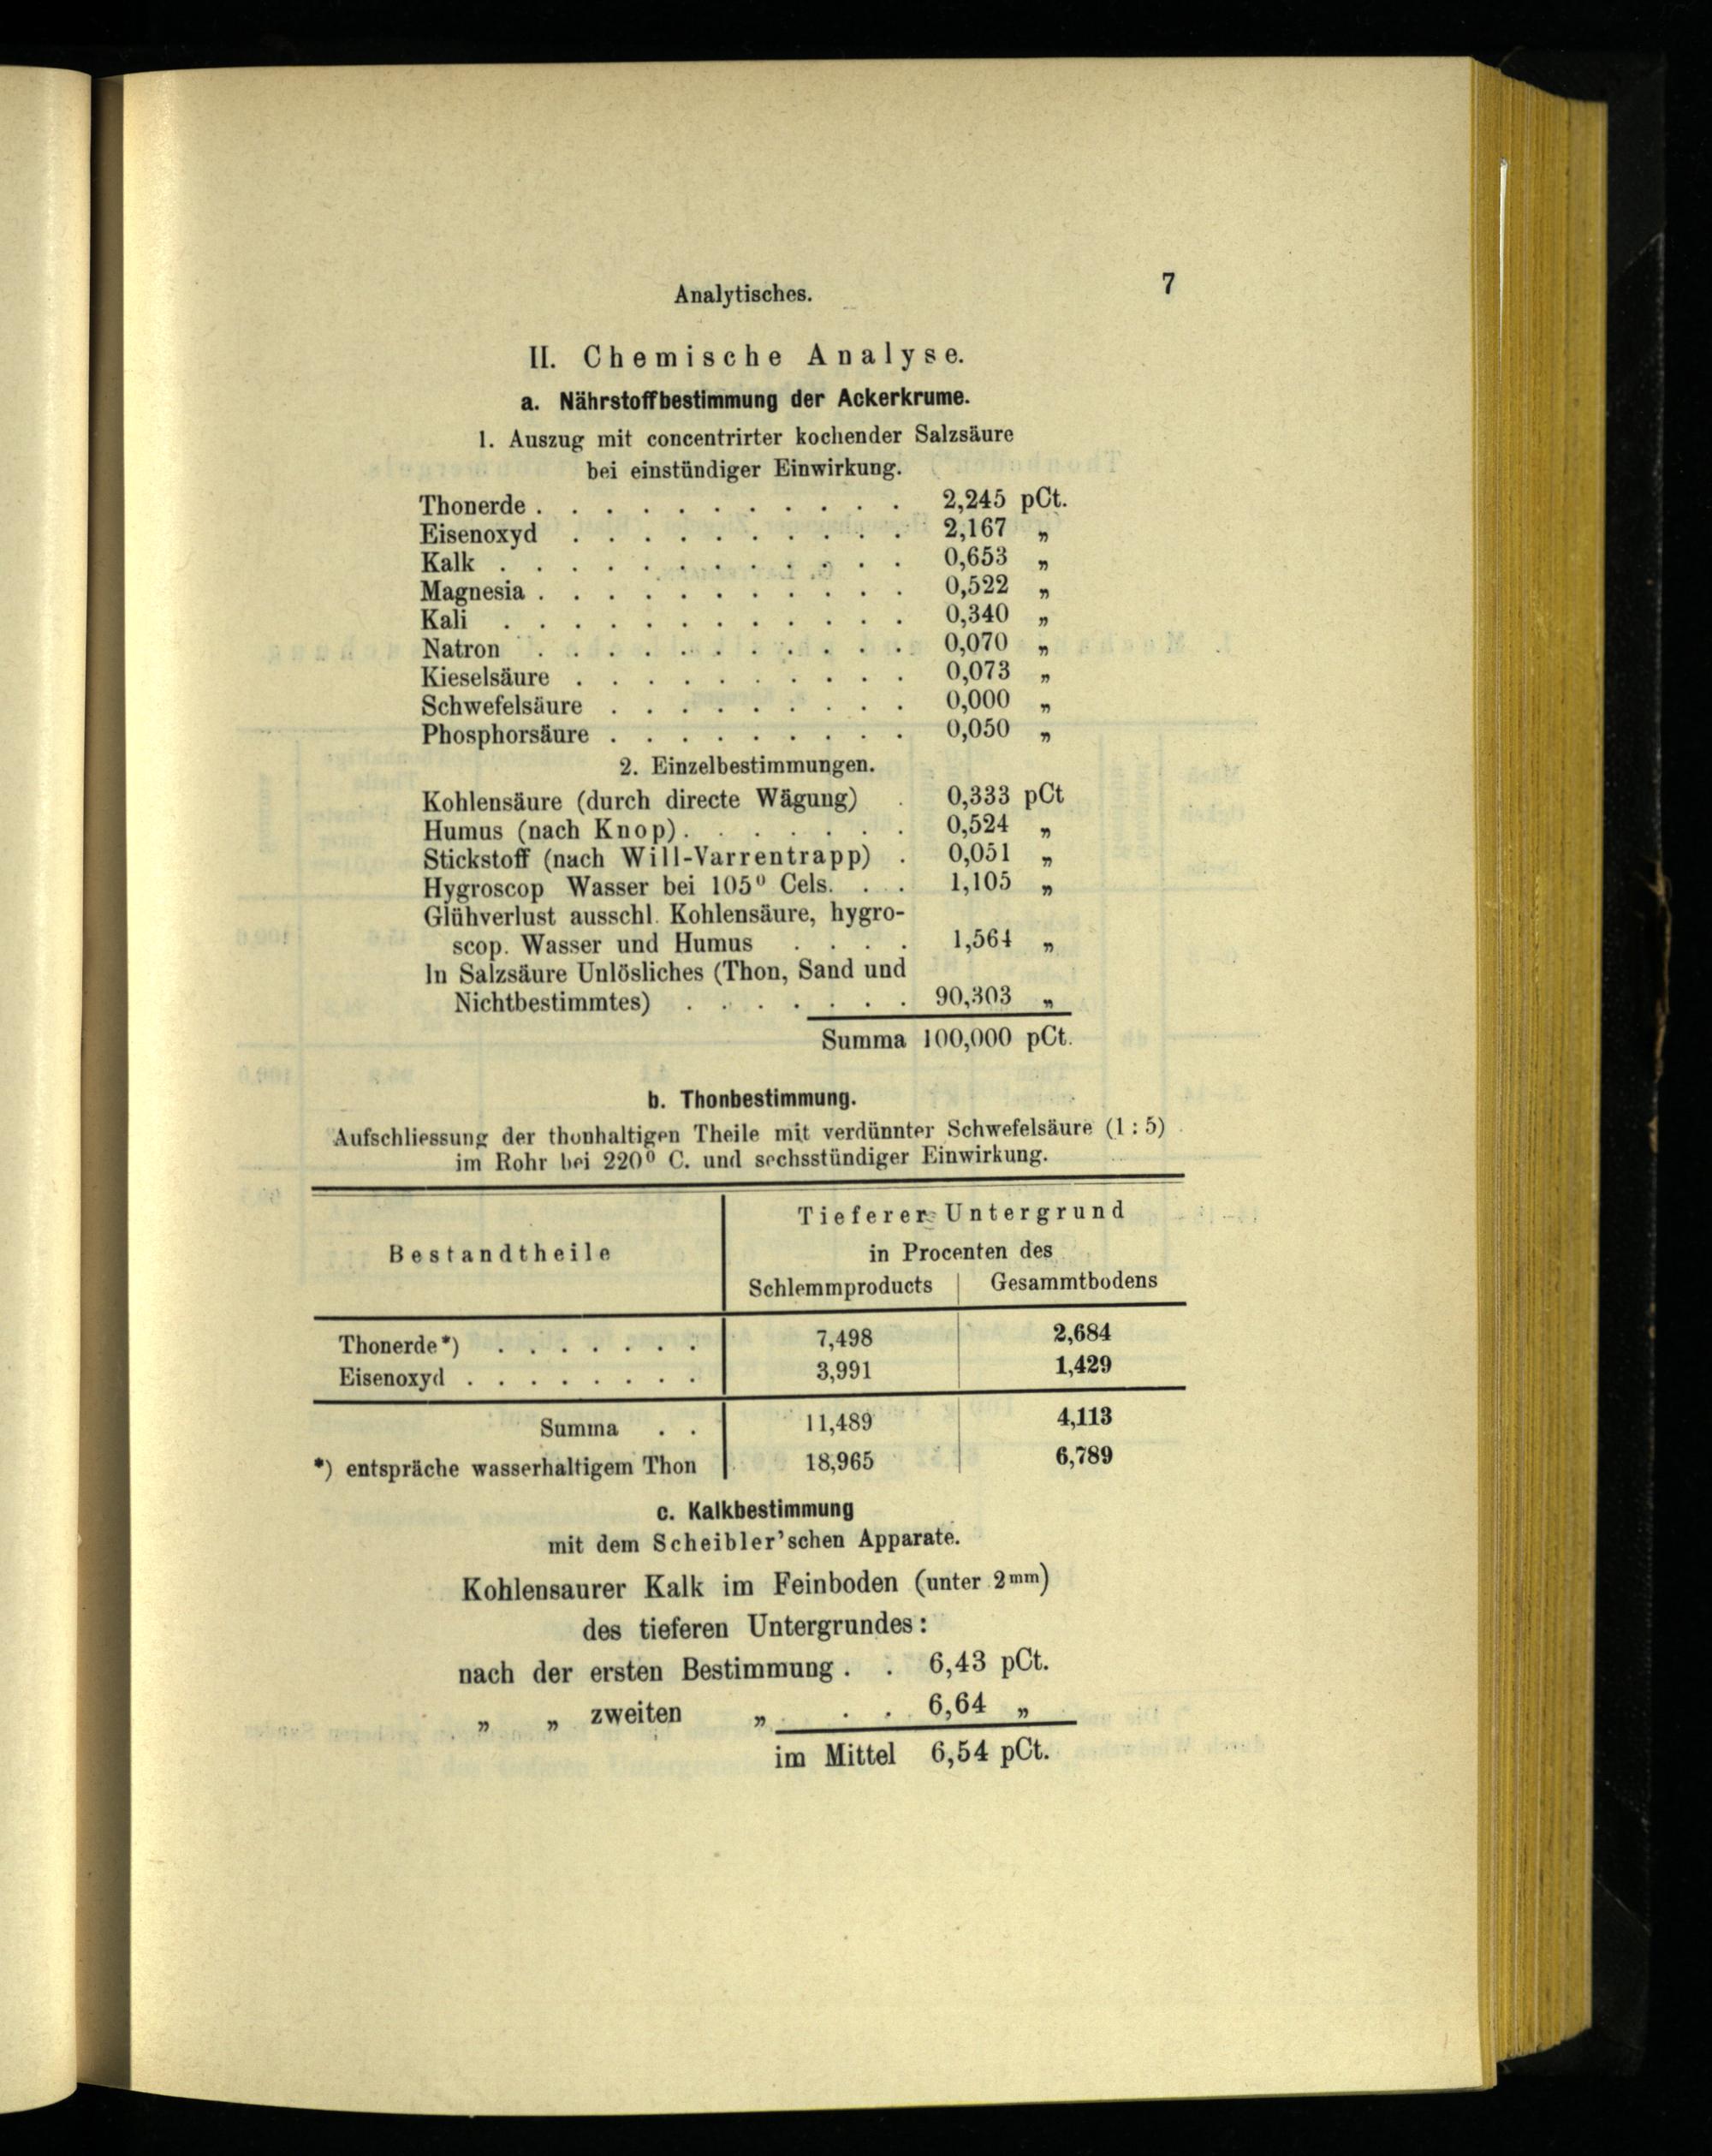 Analytisches. 7
II. Chemische Analyse.
a. Nährstoffbestimmung der Ackerkrume.
1. Auszug mit concentrirter kochender Salzsäure
bei einstündiger Einwirkung.
Thonerde . . . . . . . . . . . 2,245 pCt.
Eisenoxyd . . . . . . . . . . 2,167 „
Kalk . . . . . . . . . . . . 0,653 „
Magnesia . . . . . . . . . . . 0,522 „
Kali . . . . . . . . . . . . 0,340 „
Natron . . . . . . . . . . . 0,070 „
Kieselsäure . . . . . . . . . . 0,073 „
Schwefelsäure . . . . . . . . . 0,000 „
Phosphorsäure . . . . . . . . . 0,050 „
2. Einzelbestimmungen.
Kohlensäure (durch directe Wägung) . 0,333 pCt
Humus (nach Knop) . . . . . . . 0,524 „
Stickstoff (nach Will-Varrentrapp) . 0,051 „
Hygroscop Wasser bei 105⁰ Cels. . . 1,105 „
Glühverlust ausschl. Kohlensäure, hygro-
scop. Wasser und Humus . . . . 1,564 „
In Salzsäure Unlösliches (Thon, Sand und
Nichtbestimmtes) . . . . . . . 90,303 „
Summa 100,000 pCt.
b. Thonbestimmung.
Aufschliessung der thonhaltigen Theile mit verdünnter Schwefelsäure (1 : 5)
im Rohr bei 220⁰ C. und sechsstündiger Einwirkung.
Tieferer Untergrund
Bestandtheile in Procenten des
Schlemmproducts Gesammtbodens
Thonerde*) . . . . . . . 7,498 2,684
Eisenoxyd . . . . . . . . 3,991 1,429
Summa . . 11,489 4,113
*) entspräche wasserhaltigem Thon 18,965 6,789
c. Kalkbestimmung
mit dem Scheibler'schen Apparate.
Kohlensaurer Kalk im Feinboden (unter 2mm)
des tieferen Untergrundes:
nach der ersten Bestimmung . . 6,43 pCt.
„ „ zweiten „ . . 6,64 „
im Mittel 6,54 pCt.